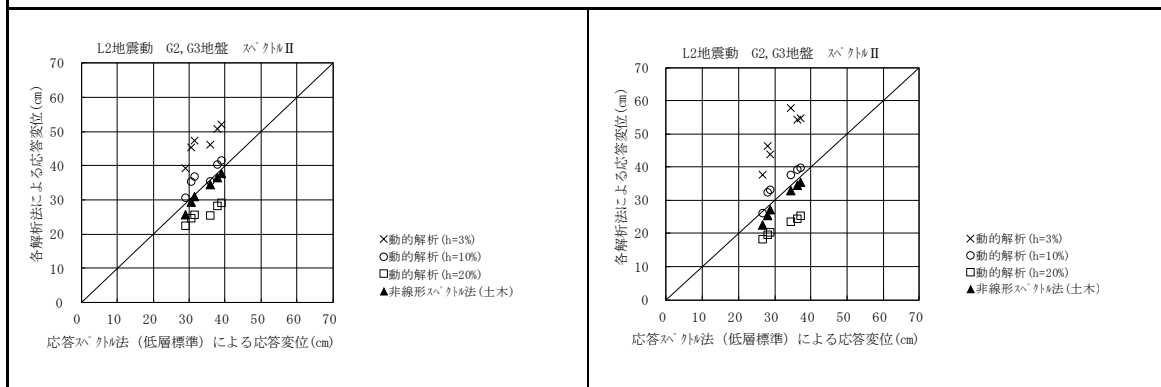 L2地震動 G2,G3地盤 スペクトルⅡ
各解析法による応答変位(cm)
70
60
50
40
30
20
10
0
0 10 20 30 40 50 60 70
応答スペクトル法（低層標準）による応答変位(cm)
×動的解析(h=3%)
○動的解析(h=10%)
□動的解析(h=20%)
▲非線形スペクトル法(土木)
L2地震動 G2,G3地盤 スペクトルⅡ
各解析法による応答変位(cm)
70
60
50
40
30
20
10
0
0 10 20 30 40 50 60 70
応答スペクトル法（低層標準）による応答変位(cm)
×動的解析(h=3%)
○動的解析(h=10%)
□動的解析(h=20%)
▲非線形スペクトル法(土木)